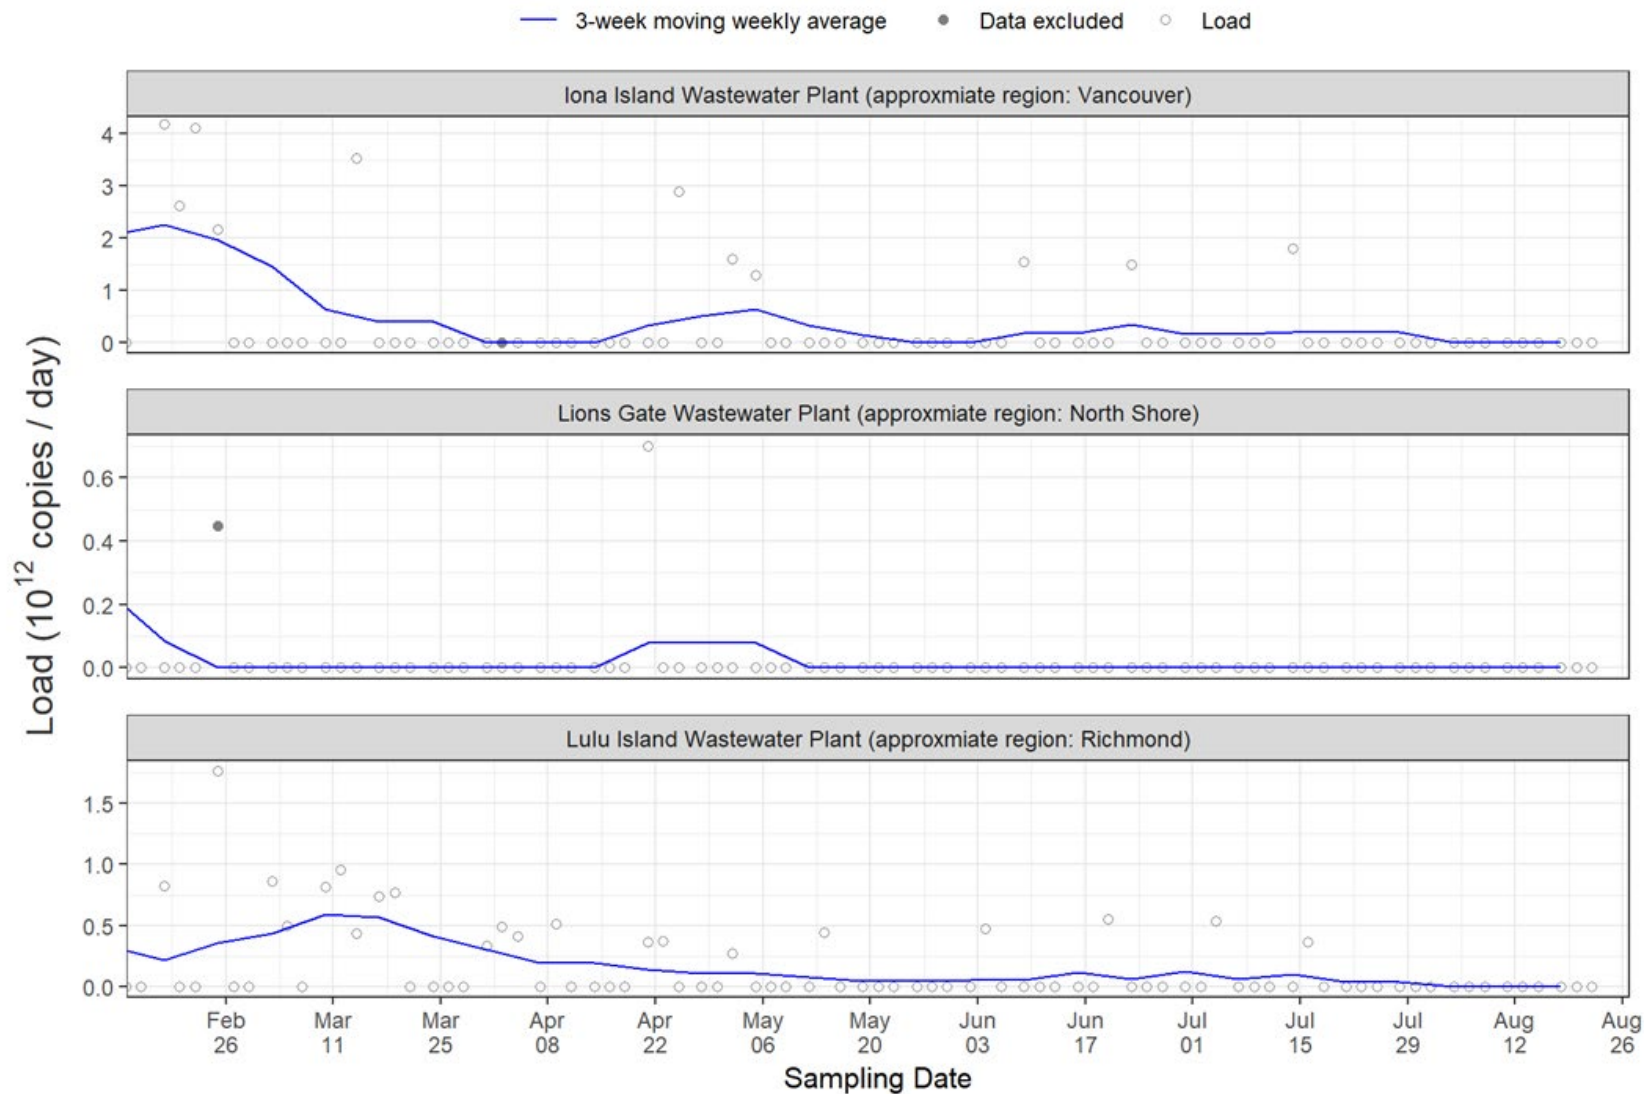 3-week moving weekly average Data excluded Load
Iona Island Wastewater Plant (approxmiate region: Vancouver)
4
3
2
1
0
Lions Gate Wastewater Plant (approxmiate region: North Shore)
0.6
0.4
0.2
0.0
Load (10^12 copies / day)
Lulu Island Wastewater Plant (approxmiate region: Richmond)
1.5
1.0
0.5
0.0
Feb Mar Mar Apr Apr May May Jun Jun Jul Jul Jul Aug Aug
26 11 25 08 22 06 20 03 17 01 15 29 12 26
Sampling Date